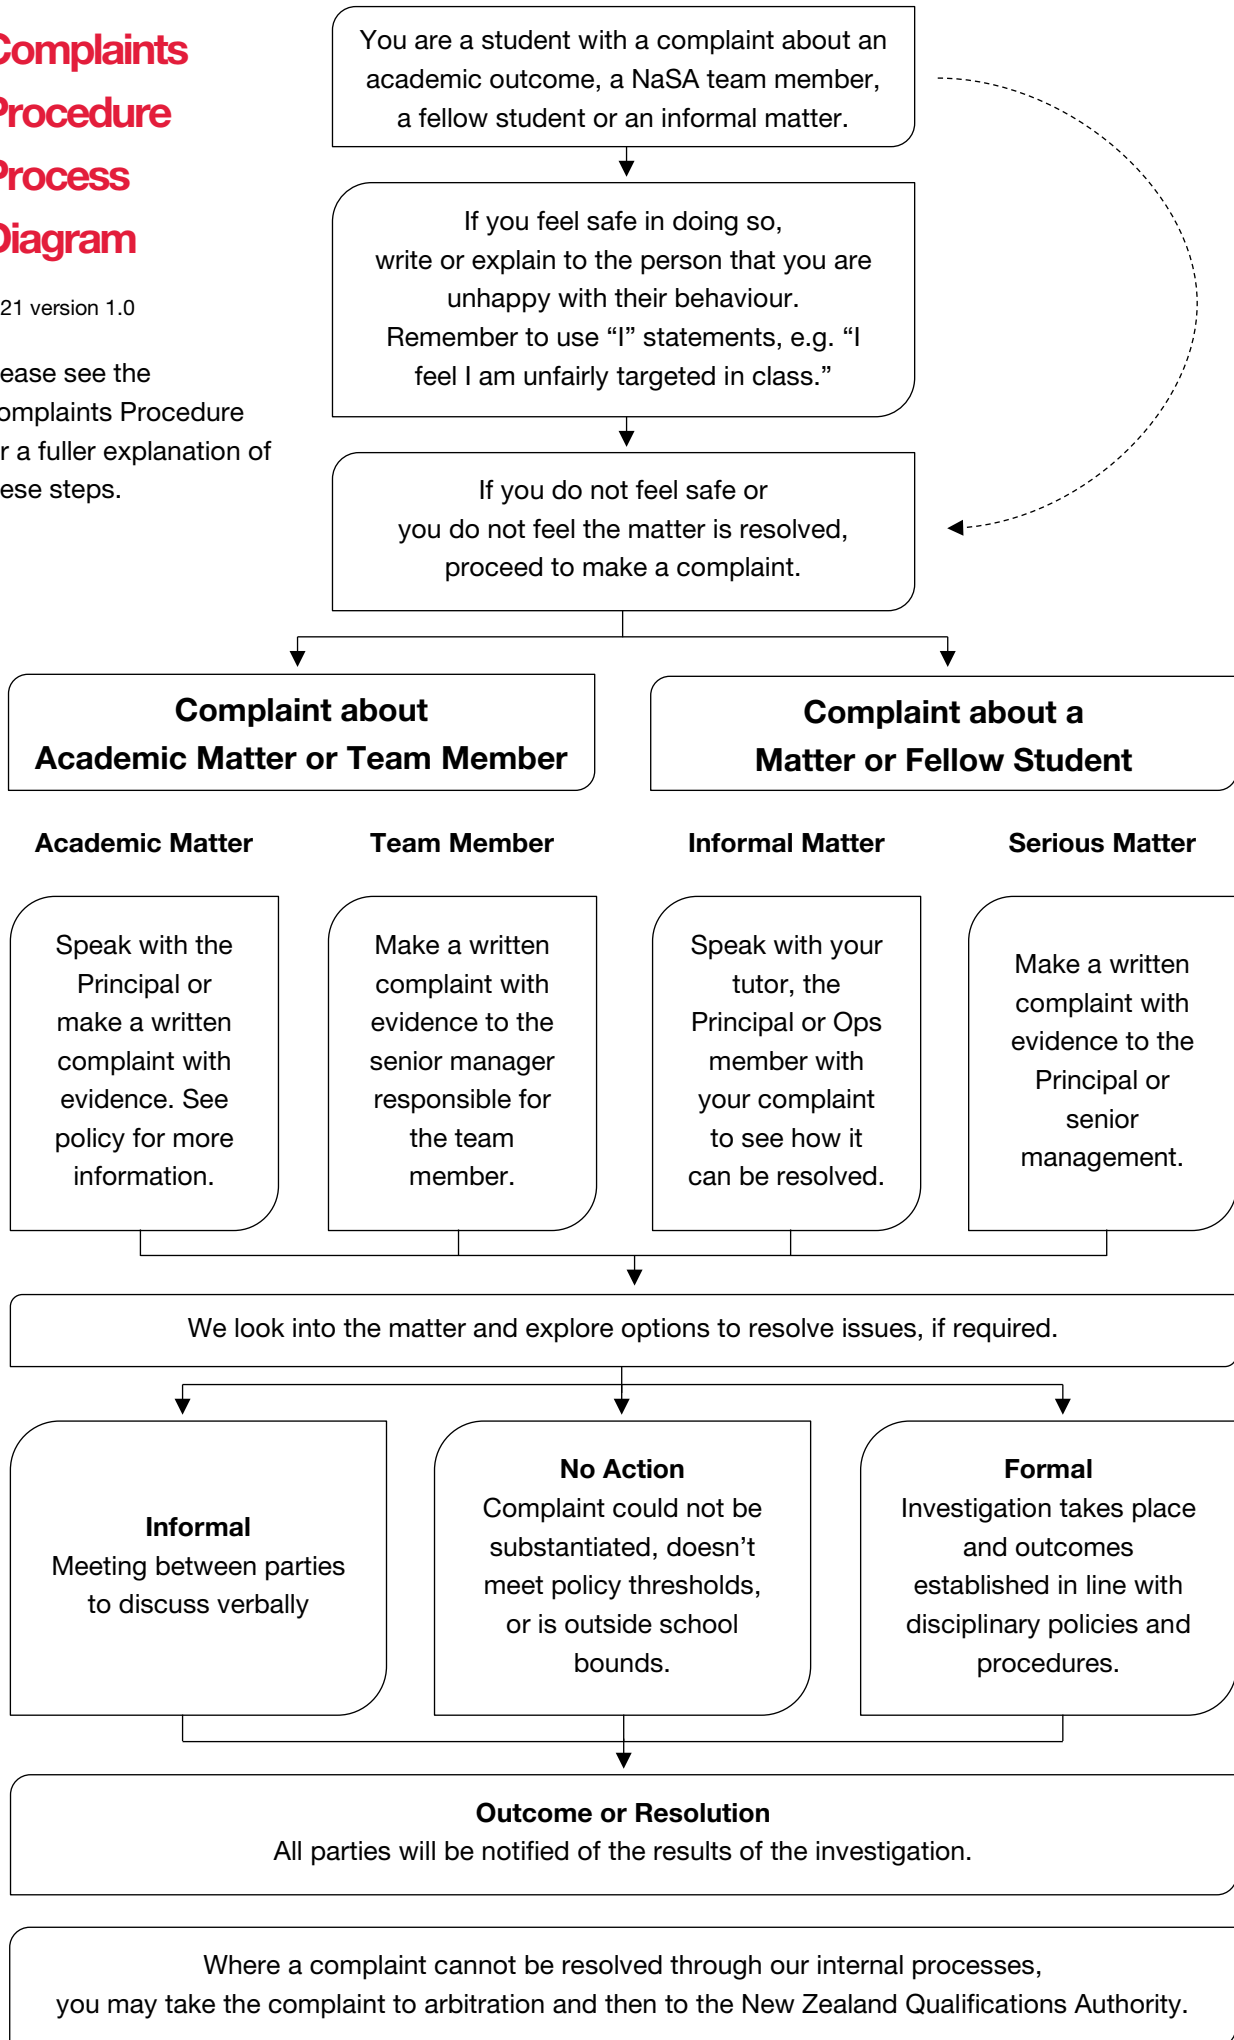 Complaints
Procedure
Process
Diagram
21 version 1.0
ease see the
omplaints Procedure
r a fuller explanation of
ese steps.
You are a student with a complaint about an
academic outcome, a NaSA team member,
a fellow student or an informal matter.
If you feel safe in doing so,
write or explain to the person that you are
unhappy with their behaviour.
Remember to use “I” statements, e.g. “I
feel I am unfairly targeted in class.”
If you do not feel safe or
you do not feel the matter is resolved,
proceed to make a complaint.
Complaint about
Academic Matter or Team Member
Complaint about a
Matter or Fellow Student
Academic Matter
Team Member
Informal Matter
Serious Matter
Speak with the
Principal or
make a written
complaint with
evidence. See
policy for more
information.
Make a written
complaint with
evidence to the
senior manager
responsible for
the team
member.
Speak with your
tutor, the
Principal or Ops
member with
your complaint
to see how it
can be resolved.
Make a written
complaint with
evidence to the
Principal or
senior
management.
We look into the matter and explore options to resolve issues, if required.
Informal
Meeting between parties
to discuss verbally
No Action
Complaint could not be
substantiated, doesn’t
meet policy thresholds,
or is outside school
bounds.
Formal
Investigation takes place
and outcomes
established in line with
disciplinary policies and
procedures.
Outcome or Resolution
All parties will be notified of the results of the investigation.
Where a complaint cannot be resolved through our internal processes,
you may take the complaint to arbitration and then to the New Zealand Qualifications Authority.